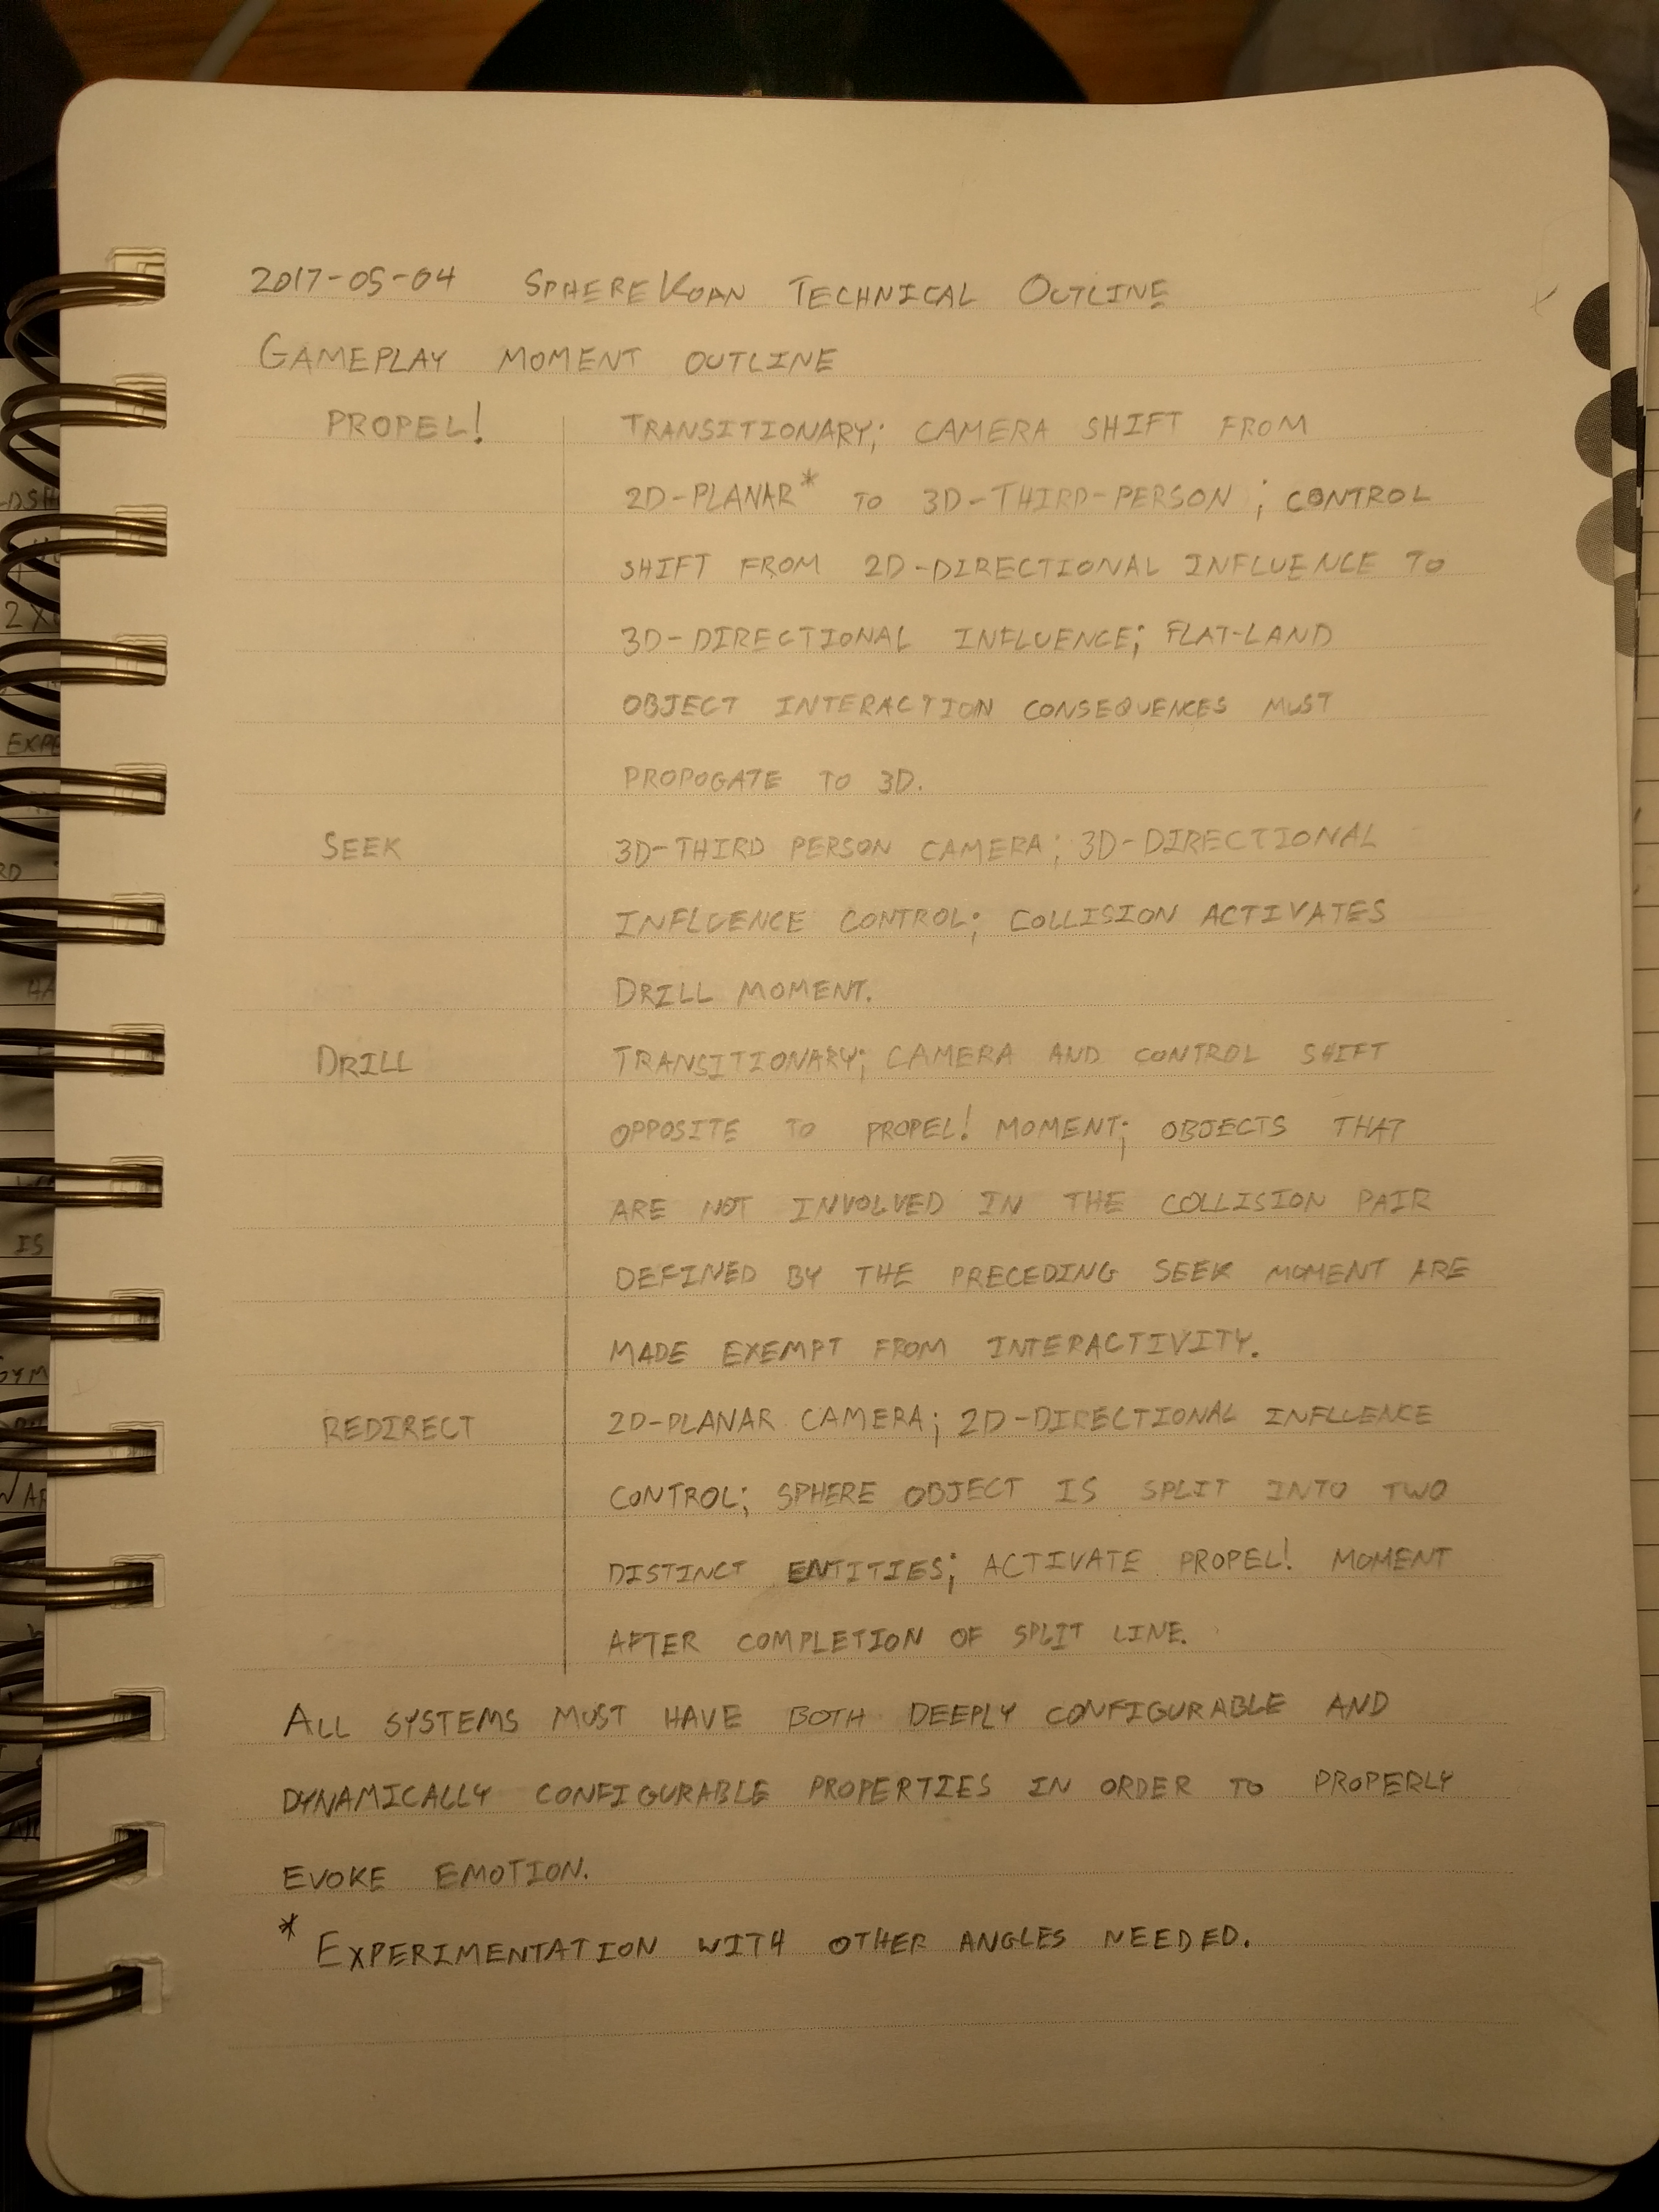 2017-05-04 SPHEREKOAN TECHNICAL OUTLINE
GAMEPLAY MOMENT OUTLINE
PROPEL! TRANSITIONARY; CAMERA SHIFT FROM
2D-PLANAR* TO 3D-THIRD-PERSON; CONTROL
SHIFT FROM 2D-DIRECTIONAL INFLUENCE TO
3D-DIRECTIONAL INFLUENCE; FLAT-LAND
OBJECT INTERACTION CONSEQUENCES MUST
PROPOGATE TO 3D.
SEEK 3D-THIRD PERSON CAMERA; 3D-DIRECTIONAL
INFLUENCE CONTROL; COLLISION ACTIVATES
DRILL MOMENT.
DRILL TRANSITIONARY; CAMERA AND CONTROL SHIFT
OPPOSITE TO PROPEL! MOMENT; OBJECTS THAT
ARE NOT INVOLVED IN THE COLLISION PAIR
DEFINED BY THE PRECEDING SEEK MOMENT ARE
MADE EXEMPT FROM INTERACTIVITY.
REDIRECT 2D-PLANAR CAMERA; 2D-DIRECTIONAL INFLUENCE
CONTROL; SPHERE OBJECT IS SPLIT INTO TWO
DISTINCT ENTITIES; ACTIVATE PROPEL! MOMENT
AFTER COMPLETION OF SPLIT LINE.
ALL SYSTEMS MUST HAVE BOTH DEEPLY CONFIGURABLE AND
DYNAMICALLY CONFIGURABLE PROPERTIES IN ORDER TO PROPERLY
EVOKE EMOTION.
* EXPERIMENTATION WITH OTHER ANGLES NEEDED.